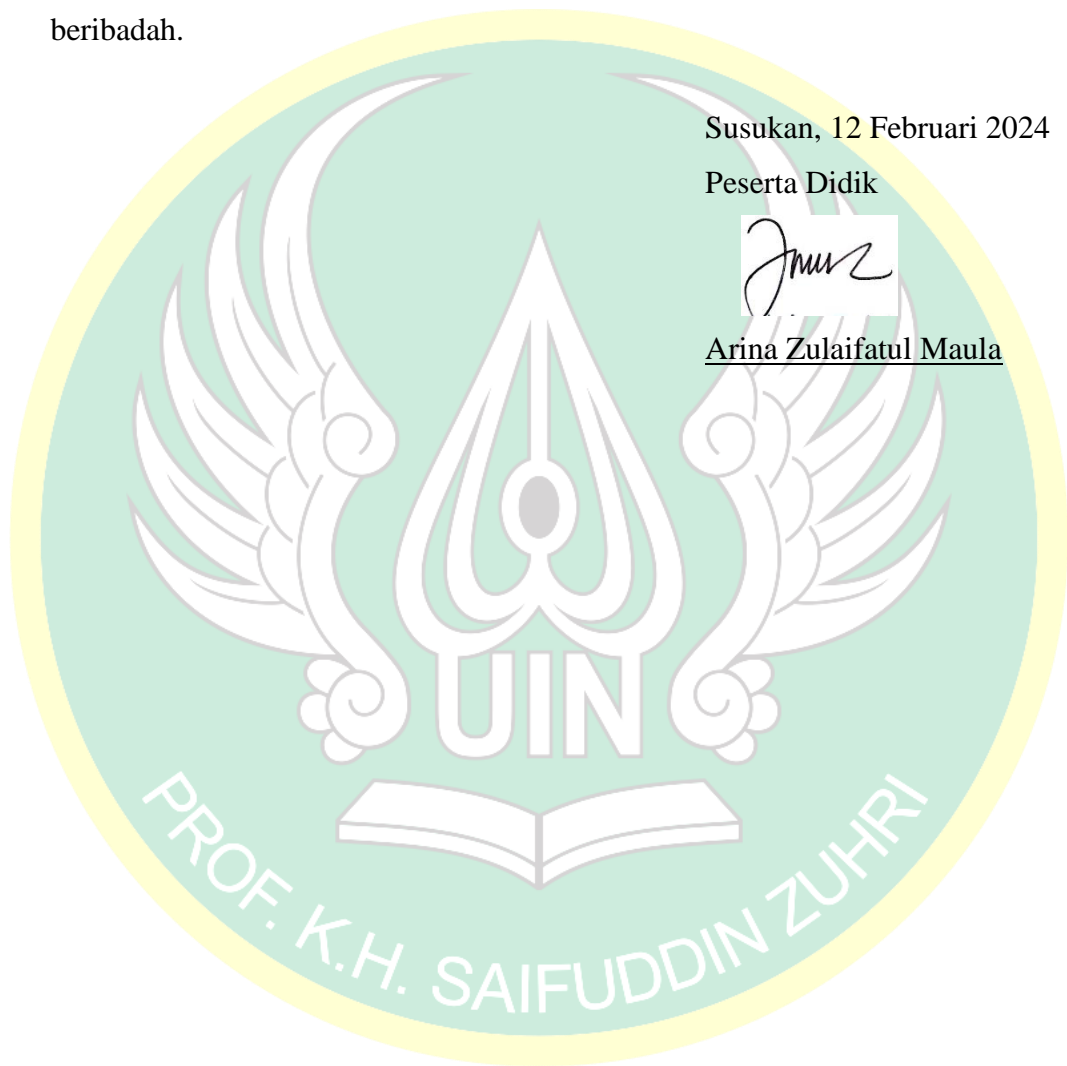 beribadah.
Susukan, 12 Februari 2024
Peserta Didik
Arina Zulaifatul Maula
UIN
PROF. K.H. SAIFUDDIN ZUHRI